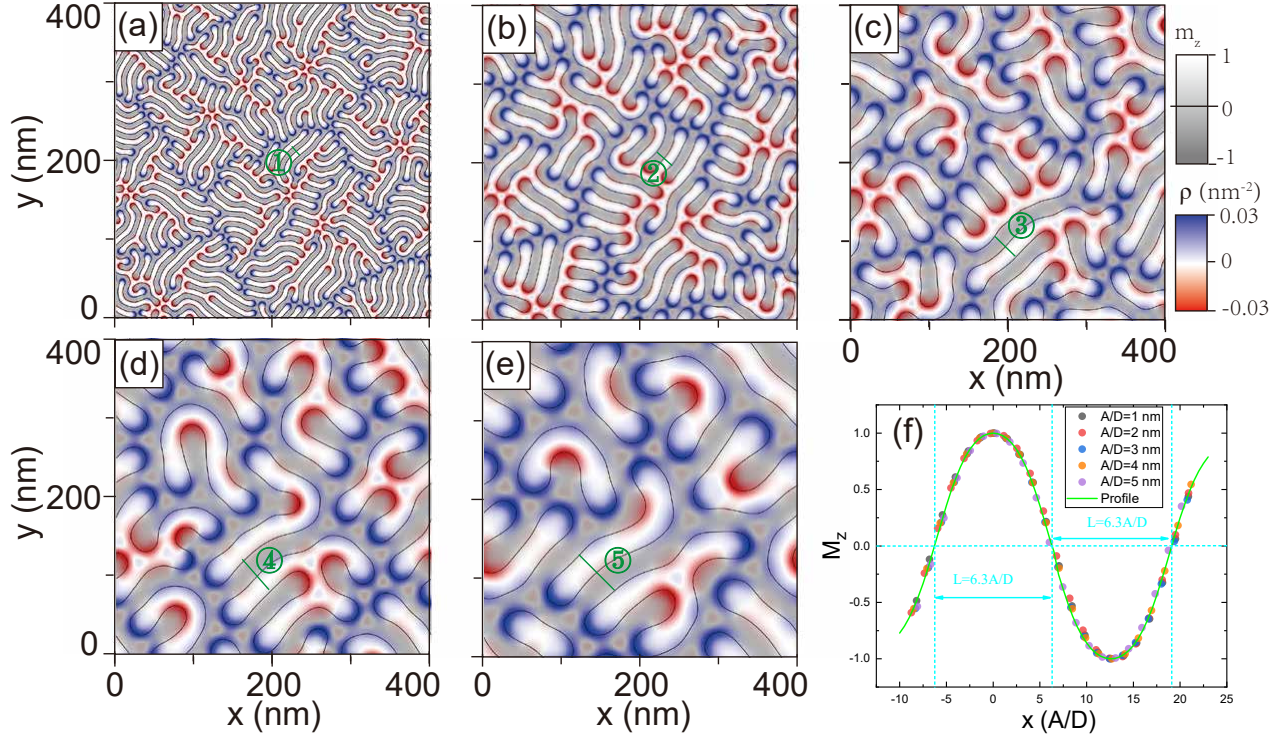 (a)
400
200
0
y (nm)
①
(b)
②
(c)
③
0
200
400
x (nm)
m_z
1
0
-1
ρ (nm⁻²)
0.03
0
-0.03
(d)
400
200
0
y (nm)
④
0
200
400
x (nm)
(e)
⑤
0
200
400
x (nm)
(f)
A/D=1 nm
A/D=2 nm
A/D=3 nm
A/D=4 nm
A/D=5 nm
Profile
L=6.3A/D
L=6.3A/D
1.0
0.5
0.0
-0.5
-1.0
M_z
-10
-5
0
5
10
15
20
25
x (A/D)